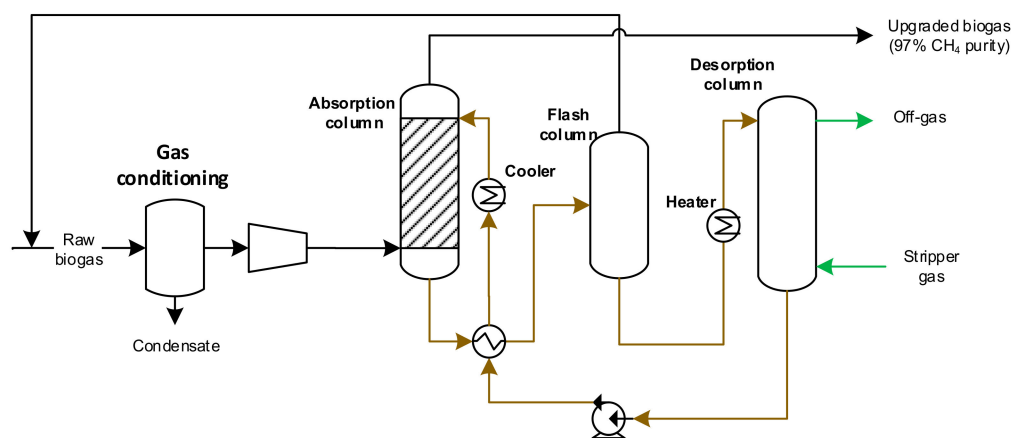 Upgraded biogas
(97% CH₄ purity)
Desorption
column
Absorption
column
Flash
column
Off-gas
Gas
conditioning
Cooler
Heater
Raw
biogas
Stripper
gas
Condensate